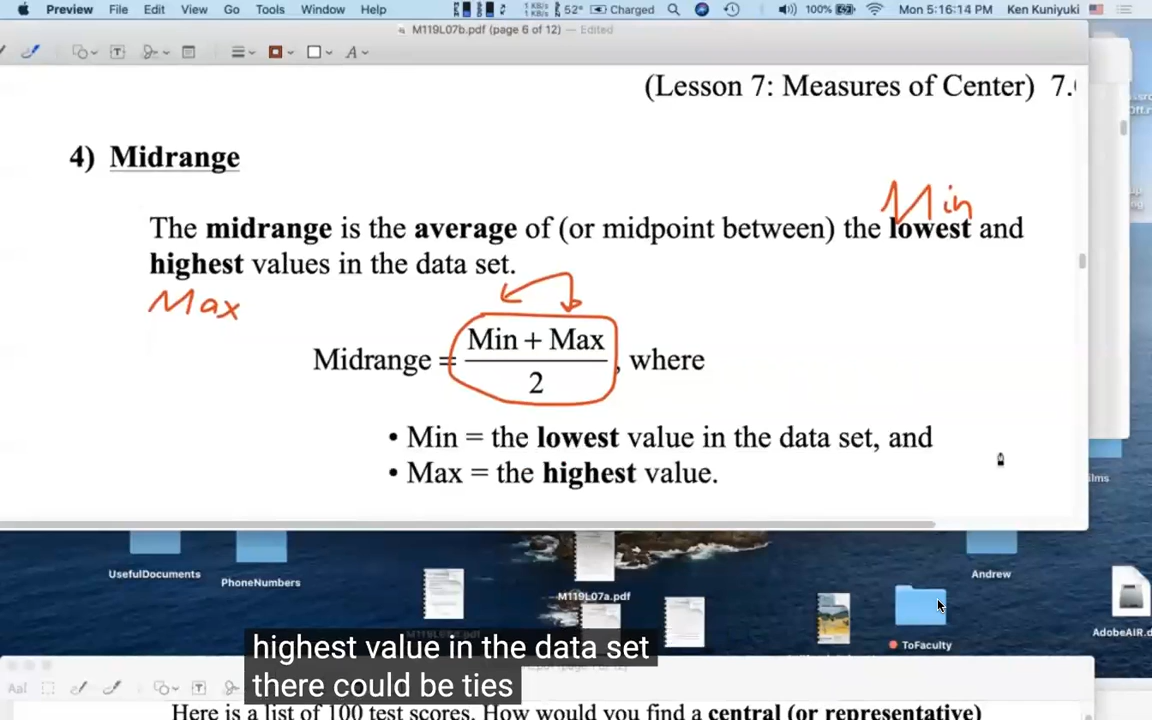 Preview File Edit View Go Tools Window Help 1 KB/s 1 KB/s 52° Charged 100% Mon 5:16:14 PM Ken Kuniyuki
M119L07b.pdf (page 6 of 12) — Edited
(Lesson 7: Measures of Center) 7.
4) Midrange
Min
The midrange is the average of (or midpoint between) the lowest and
highest values in the data set.
Max
Midrange = Min + Max / 2, where
• Min = the lowest value in the data set, and
• Max = the highest value.
UsefulDocuments
PhoneNumbers
M119L07a.pdf
Andrew
ToFaculty
AdobeAIR.d
highest value in the data set
there could be ties
Here is a list of 100 test scores. How would you find a central (or representative)